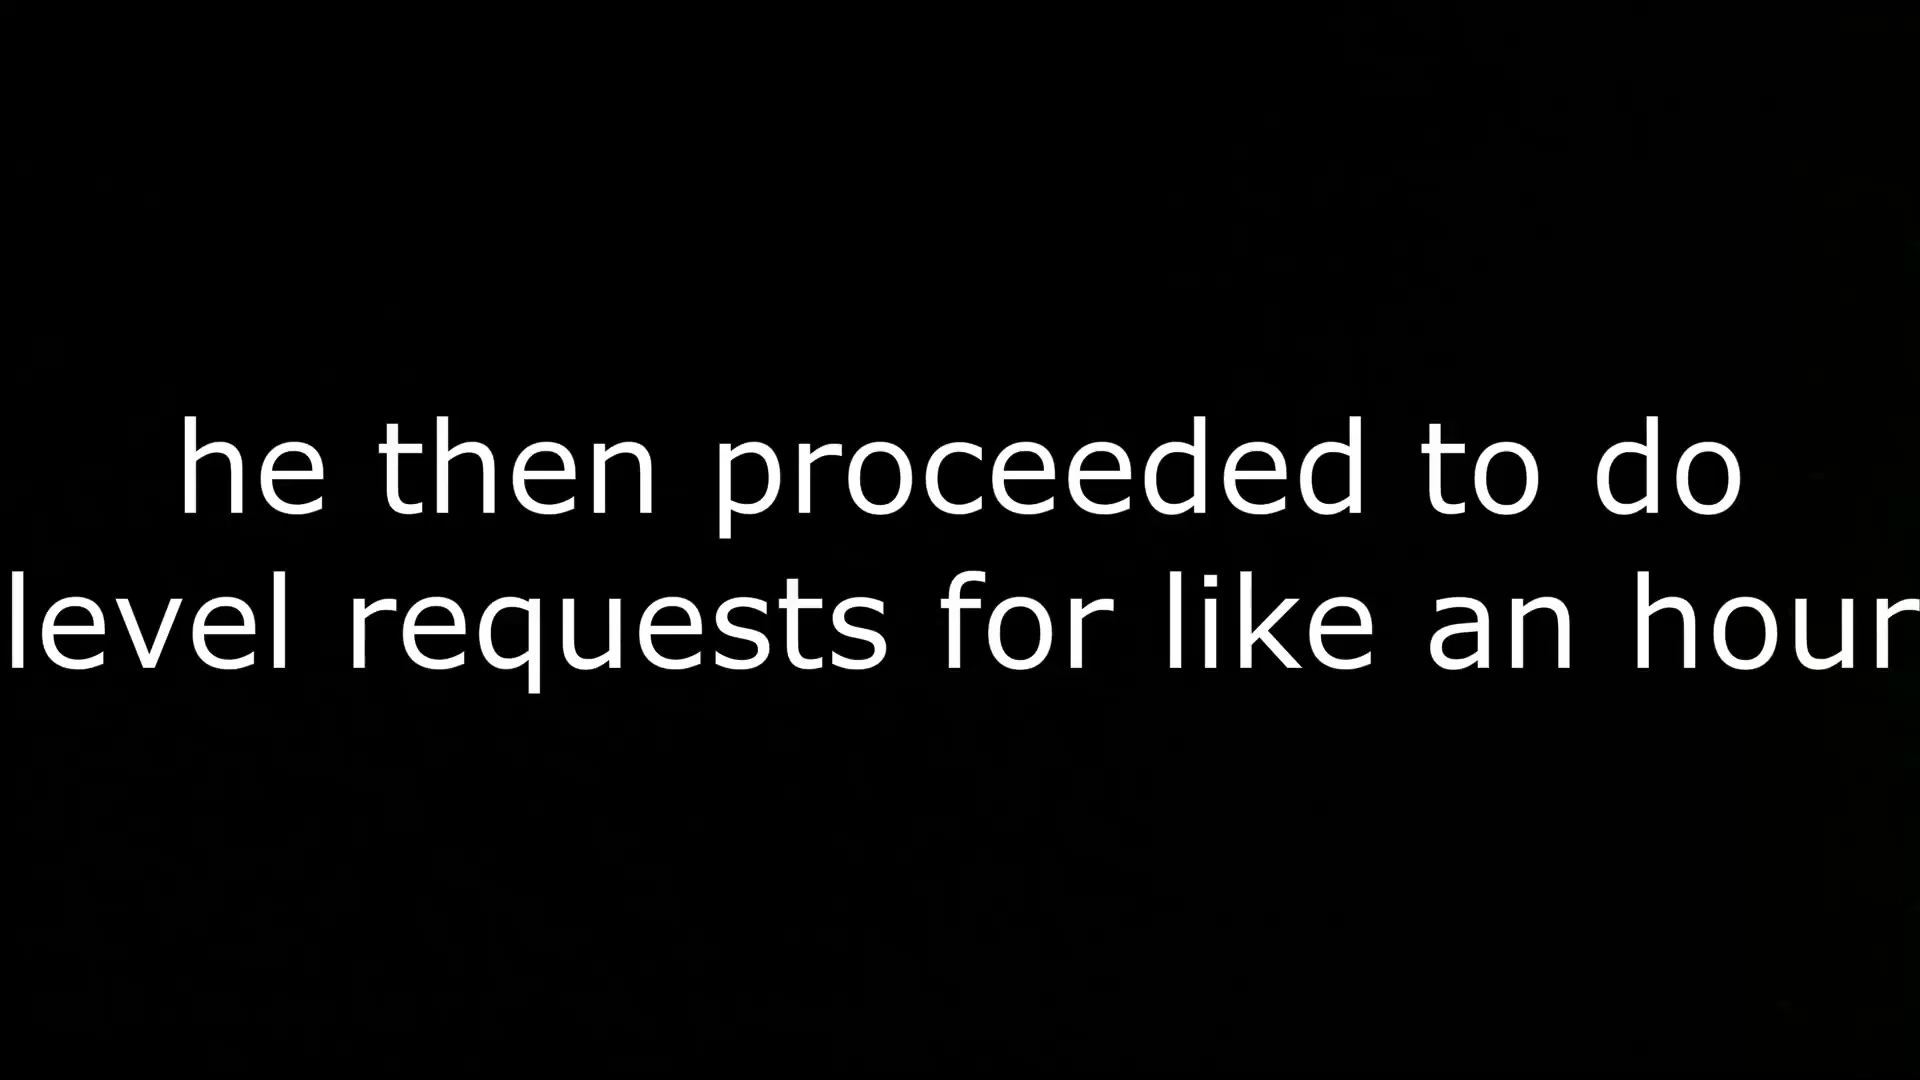 he then proceeded to do
level requests for like an hour